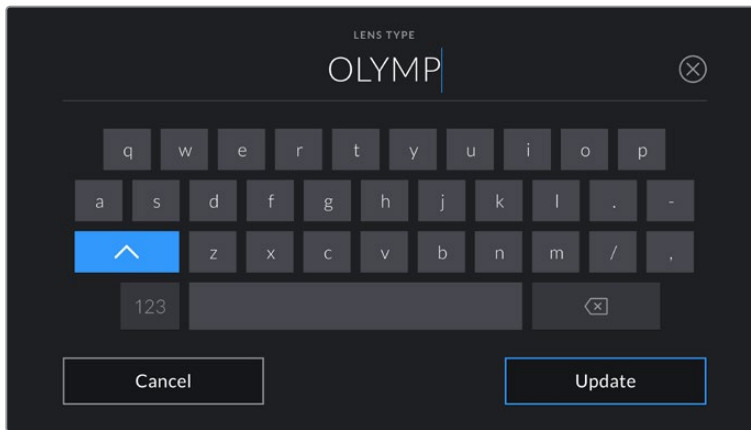 LENS TYPE
OLYMP
q w e r t y u i o p
a s d f g h j k l . -
z x c v b n m / ,
123
Cancel Update